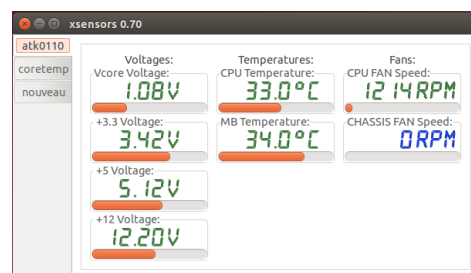 xsensors 0.70
atk0110
coretemp
nouveau
Voltages:
Vcore Voltage:
1.08V
+3.3 Voltage:
3.42V
+5 Voltage:
5.12V
+12 Voltage:
12.20V
Temperatures:
CPU Temperature:
33.0°C
MB Temperature:
34.0°C
Fans:
CPU FAN Speed:
1214RPM
CHASSIS FAN Speed:
0RPM